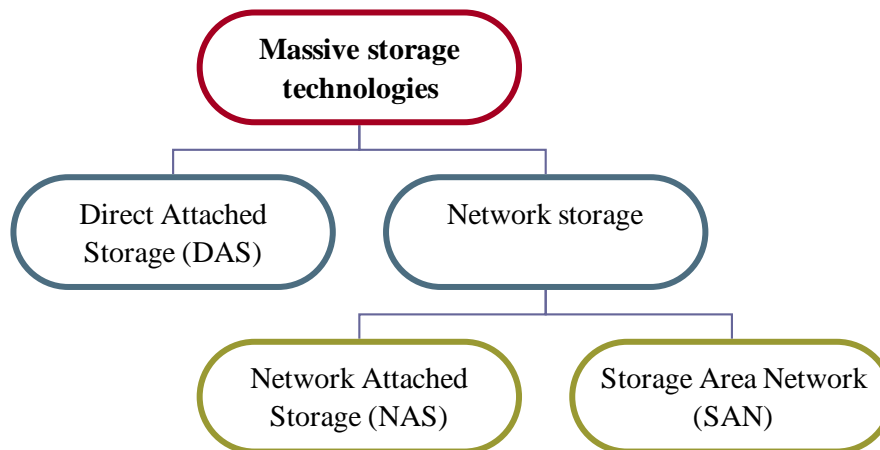 Massive storage
technologies
Direct Attached
Storage (DAS)
Network storage
Network Attached
Storage (NAS)
Storage Area Network
(SAN)